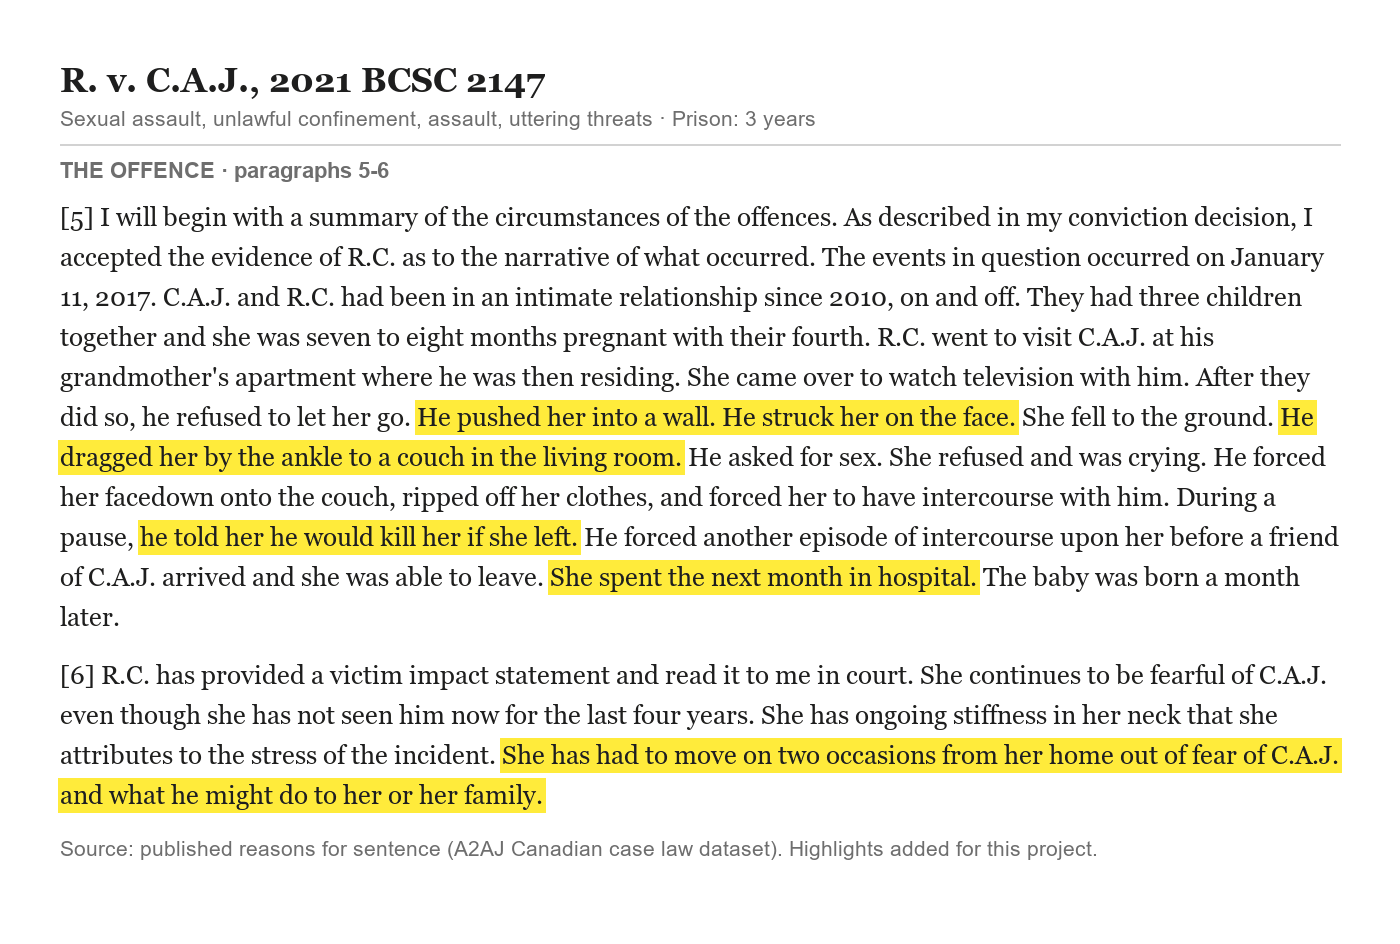 R. v. C.A.J., 2021 BCSC 2147
Sexual assault, unlawful confinement, assault, uttering threats · Prison: 3 years
THE OFFENCE · paragraphs 5-6
[5] I will begin with a summary of the circumstances of the offences. As described in my conviction decision, I
accepted the evidence of R.C. as to the narrative of what occurred. The events in question occurred on January
11, 2017. C.A.J. and R.C. had been in an intimate relationship since 2010, on and off. They had three children
together and she was seven to eight months pregnant with their fourth. R.C. went to visit C.A.J. at his
grandmother's apartment where he was then residing. She came over to watch television with him. After they
did so, he refused to let her go. He pushed her into a wall. He struck her on the face. She fell to the ground. He
dragged her by the ankle to a couch in the living room. He asked for sex. She refused and was crying. He forced
her facedown onto the couch, ripped off her clothes, and forced her to have intercourse with him. During a
pause, he told her he would kill her if she left. He forced another episode of intercourse upon her before a friend
of C.A.J. arrived and she was able to leave. She spent the next month in hospital. The baby was born a month
later.
[6] R.C. has provided a victim impact statement and read it to me in court. She continues to be fearful of C.A.J.
even though she has not seen him now for the last four years. She has ongoing stiffness in her neck that she
attributes to the stress of the incident. She has had to move on two occasions from her home out of fear of C.A.J.
and what he might do to her or her family.
Source: published reasons for sentence (A2AJ Canadian case law dataset). Highlights added for this project.